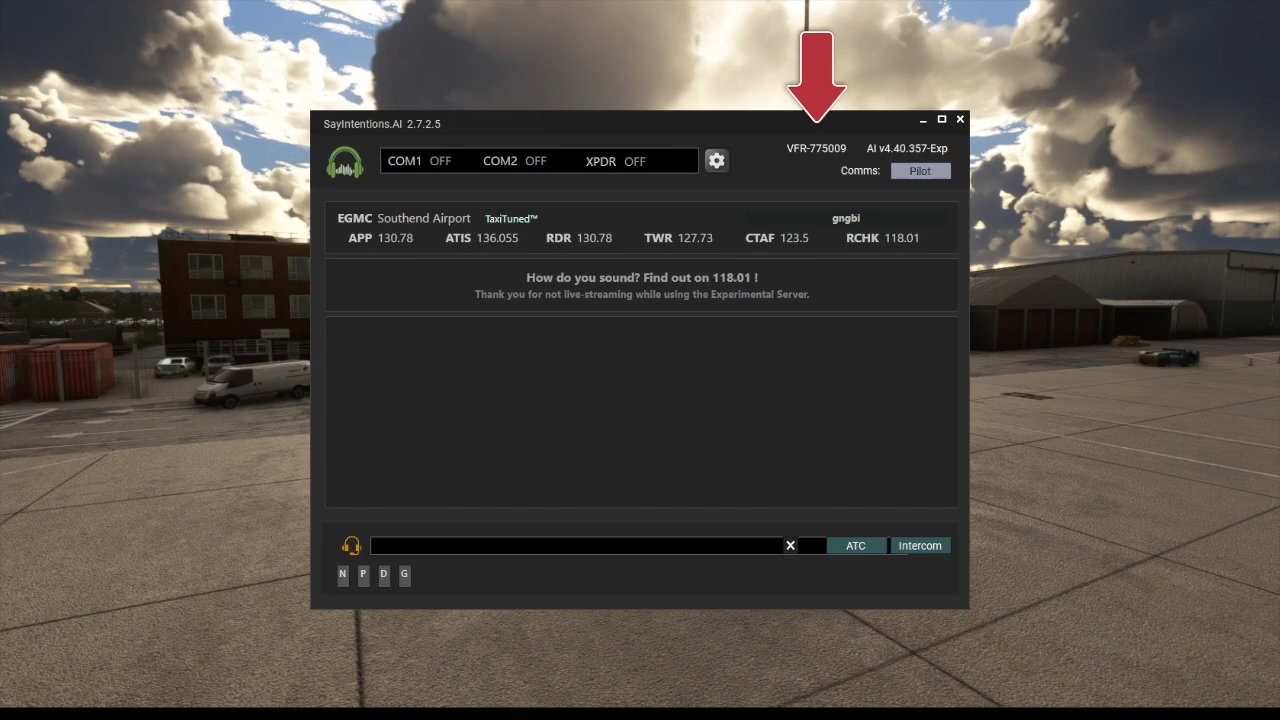 SayIntentions.AI 2.7.2.5
COM1 OFF COM2 OFF XPDR OFF
VFR-775009 AI v4.40.357-Exp
Comms: Pilot
EGMC Southend Airport TaxiTuned™ gngbi
APP 130.78 ATIS 136.055 RDR 130.78 TWR 127.73 CTAF 123.5 RCHK 118.01
How do you sound? Find out on 118.01 !
Thank you for not live-streaming while using the Experimental Server.
X ATC Intercom
N P D G